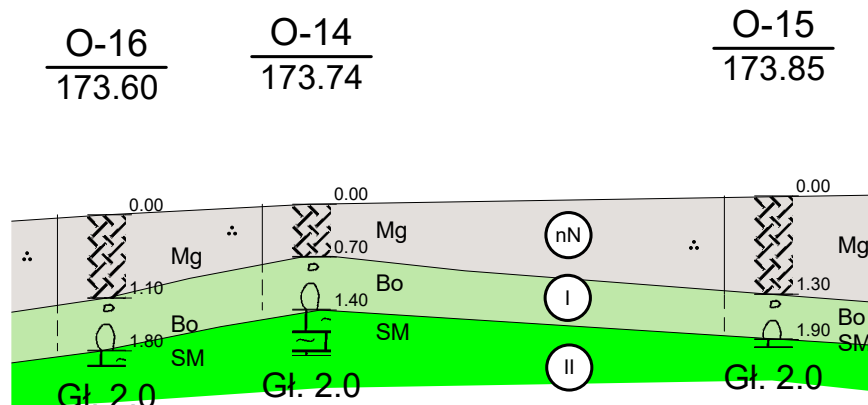 O-16
173.60
O-14
173.74
O-15
173.85
0.00
0.00
0.00
Mg
Mg
nN
Mg
0.70
1.10
Bo
I
1.30
Bo
1.40
SM
Bo
1.80
SM
1.90
SM
II
Gł. 2.0
Gł. 2.0
Gł. 2.0